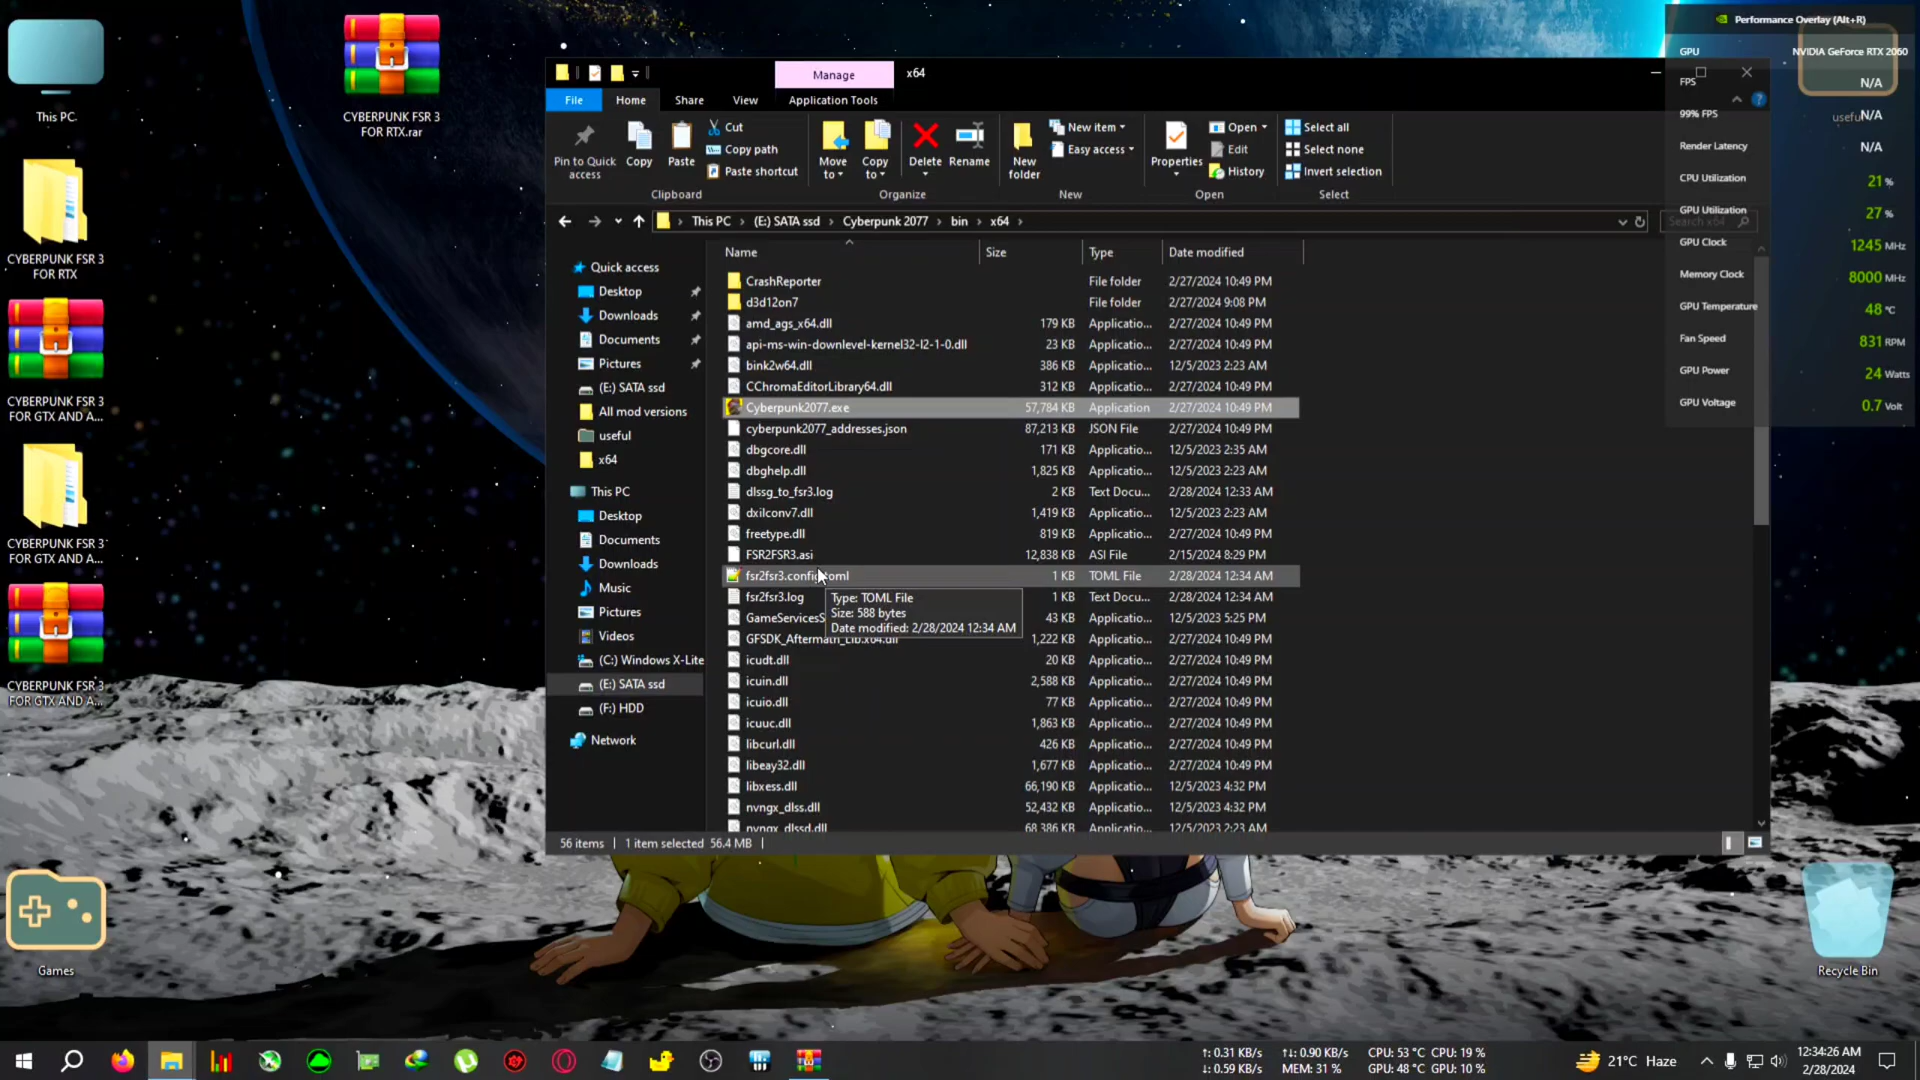 This PC
CYBERPUNK FSR 3
FOR RTX.rar
CYBERPUNK FSR 3
FOR RTX
CYBERPUNK FSR 3
FOR GTX AND A...
CYBERPUNK FSR 3
FOR GTX AND A...
CYBERPUNK FSR 3
FOR GTX AND A...
Games
Recycle Bin
Manage
x64
File
Home
Share
View
Application Tools
Pin to Quick
access
Copy
Paste
Cut
Copy path
Paste shortcut
Clipboard
Move
to
Copy
to
Delete
Rename
Organize
New
folder
New item
Easy access
New
Properties
Open
Edit
History
Open
Select all
Select none
Invert selection
Select
This PC > (E:) SATA ssd > Cyberpunk 2077 > bin > x64 >
Search x64
Quick access
Desktop
Downloads
Documents
Pictures
(E:) SATA ssd
All mod versions
useful
x64
This PC
Desktop
Documents
Downloads
Music
Pictures
Videos
(C:) Windows X-Lite
(E:) SATA ssd
(F:) HDD
Network
Name Size Type Date modified
CrashReporter File folder 2/27/2024 10:49 PM
d3d12on7 File folder 2/27/2024 9:08 PM
amd_ags_x64.dll 179 KB Applicatio... 2/27/2024 10:49 PM
api-ms-win-downlevel-kernel32-l2-1-0.dll 23 KB Applicatio... 2/27/2024 10:49 PM
bink2w64.dll 386 KB Applicatio... 12/5/2023 2:23 AM
CChromaEditorLibrary64.dll 312 KB Applicatio... 2/27/2024 10:49 PM
Cyberpunk2077.exe 57,784 KB Application 2/27/2024 10:49 PM
cyberpunk2077_addresses.json 87,213 KB JSON File 2/27/2024 10:49 PM
dbgcore.dll 171 KB Applicatio... 12/5/2023 2:35 AM
dbghelp.dll 1,825 KB Applicatio... 12/5/2023 2:23 AM
dlssg_to_fsr3.log 2 KB Text Docu... 2/28/2024 12:33 AM
dxilconv7.dll 1,419 KB Applicatio... 12/5/2023 2:23 AM
freetype.dll 819 KB Applicatio... 2/27/2024 10:49 PM
FSR2FSR3.asi 12,838 KB ASI File 2/15/2024 8:29 PM
fsr2fsr3.config.toml 1 KB TOML File 2/28/2024 12:34 AM
fsr2fsr3.log 1 KB Text Docu... 2/28/2024 12:34 AM
GameServicesS 43 KB Applicatio... 12/5/2023 5:25 PM
GFSDK_Aftermath_Lib.x64.dll 1,222 KB Applicatio... 2/27/2024 10:49 PM
icudt.dll 20 KB Applicatio... 2/27/2024 10:49 PM
icuin.dll 2,588 KB Applicatio... 2/27/2024 10:49 PM
icuio.dll 77 KB Applicatio... 2/27/2024 10:49 PM
icuuc.dll 1,863 KB Applicatio... 2/27/2024 10:49 PM
libcurl.dll 426 KB Applicatio... 2/27/2024 10:49 PM
libeay32.dll 1,677 KB Applicatio... 2/27/2024 10:49 PM
libxess.dll 66,190 KB Applicatio... 12/5/2023 4:32 PM
nvngx_dlss.dll 52,432 KB Applicatio... 12/5/2023 4:32 PM
nvngx_dlssd.dll 68,386 KB Applicatio... 12/5/2023 2:23 AM
Type: TOML File
Size: 588 bytes
Date modified: 2/28/2024 12:34 AM
56 items
1 item selected 56.4 MB
Performance Overlay (Alt+R)
GPU NVIDIA GeForce RTX 2060
FPS N/A
99% FPS N/A
useful
Render Latency N/A
CPU Utilization 21 %
GPU Utilization 27 %
GPU Clock 1245 MHz
Memory Clock 8000 MHz
GPU Temperature 48 °C
Fan Speed 831 RPM
GPU Power 24 Watts
GPU Voltage 0.7 Volt
↑: 0.31 KB/s
↓: 0.59 KB/s
↑↓: 0.90 KB/s
MEM: 31 %
CPU: 53 °C CPU: 19 %
GPU: 48 °C GPU: 10 %
21°C Haze
12:34:26 AM
2/28/2024